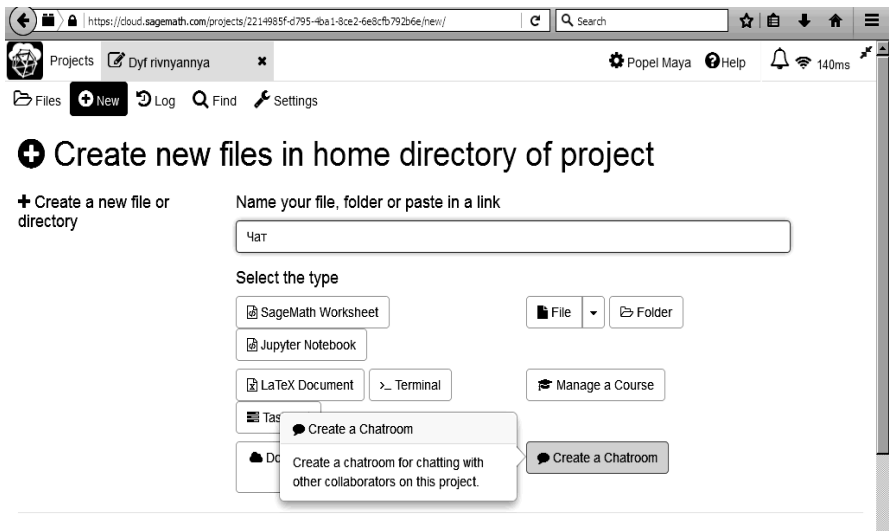 https://cloud.sagemath.com/projects/2214985f-d795-4ba1-8ce2-6e8cfb792b6e/new/ Search
Projects Dyf rivnyannya Popel Maya Help 140ms
Files New Log Find Settings
Create new files in home directory of project
+ Create a new file or
directory
Name your file, folder or paste in a link
Чат
Select the type
SageMath Worksheet File Folder
Jupyter Notebook
LaTeX Document >_ Terminal Manage a Course
Create a Chatroom
Create a chatroom for chatting with
other collaborators on this project.
Create a Chatroom